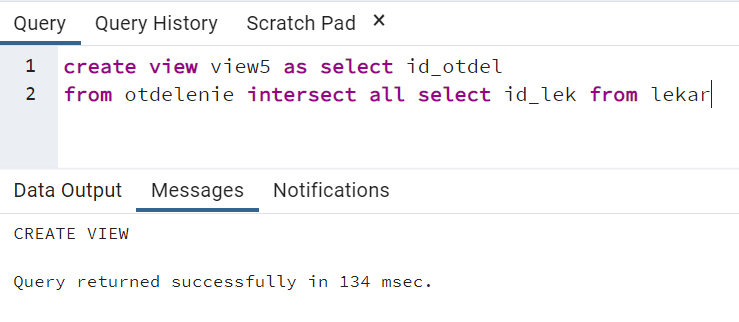 Query Query History Scratch Pad ×
1 create view view5 as select id_otdel
2 from otdelenie intersect all select id_lek from lekar
Data Output Messages Notifications
CREATE VIEW
Query returned successfully in 134 msec.